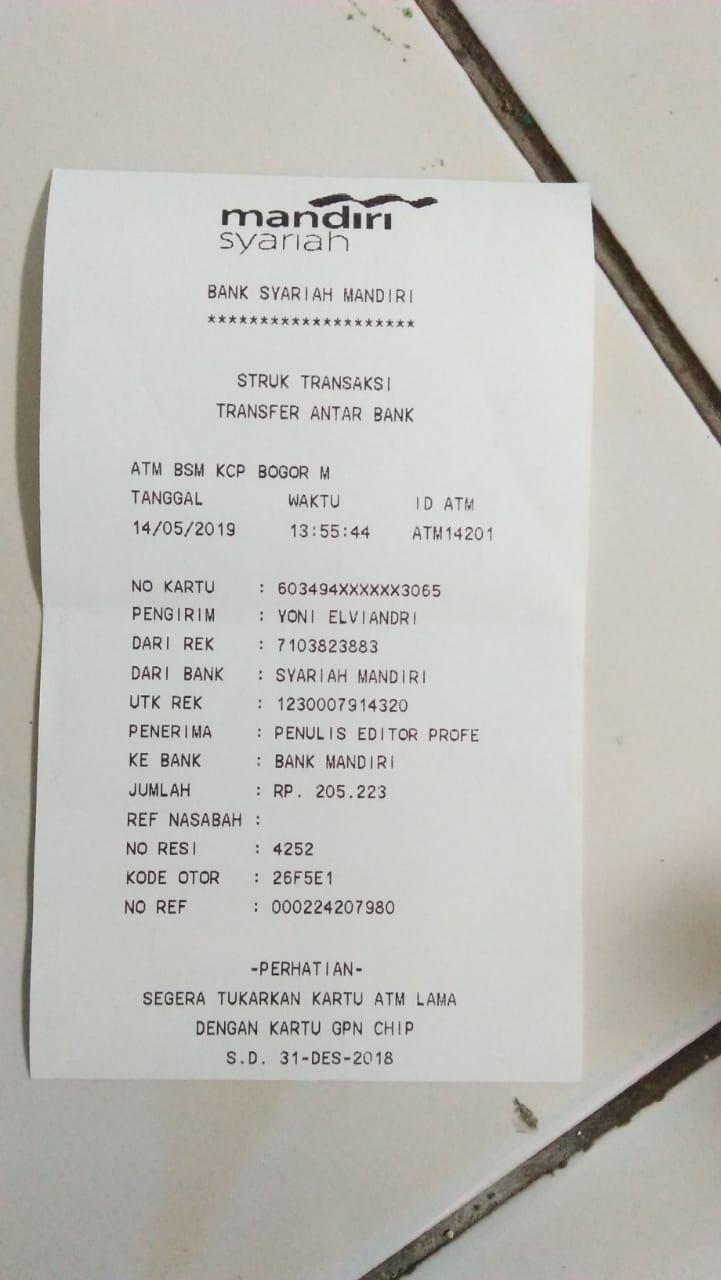 mandiri
syariah
BANK SYARIAH MANDIRI
********************
STRUK TRANSAKSI
TRANSFER ANTAR BANK
ATM BSM KCP BOGOR M
TANGGAL WAKTU ID ATM
14/05/2019 13:55:44 ATM14201
NO KARTU : 603494XXXXXX3065
PENGIRIM : YONI ELVIANDRI
DARI REK : 7103823883
DARI BANK : SYARIAH MANDIRI
UTK REK : 1230007914320
PENERIMA : PENULIS EDITOR PROFE
KE BANK : BANK MANDIRI
JUMLAH : RP. 205.223
REF NASABAH :
NO RESI : 4252
KODE OTOR : 26F5E1
NO REF : 000224207980
-PERHATIAN-
SEGERA TUKARKAN KARTU ATM LAMA
DENGAN KARTU GPN CHIP
S.D. 31-DES-2018